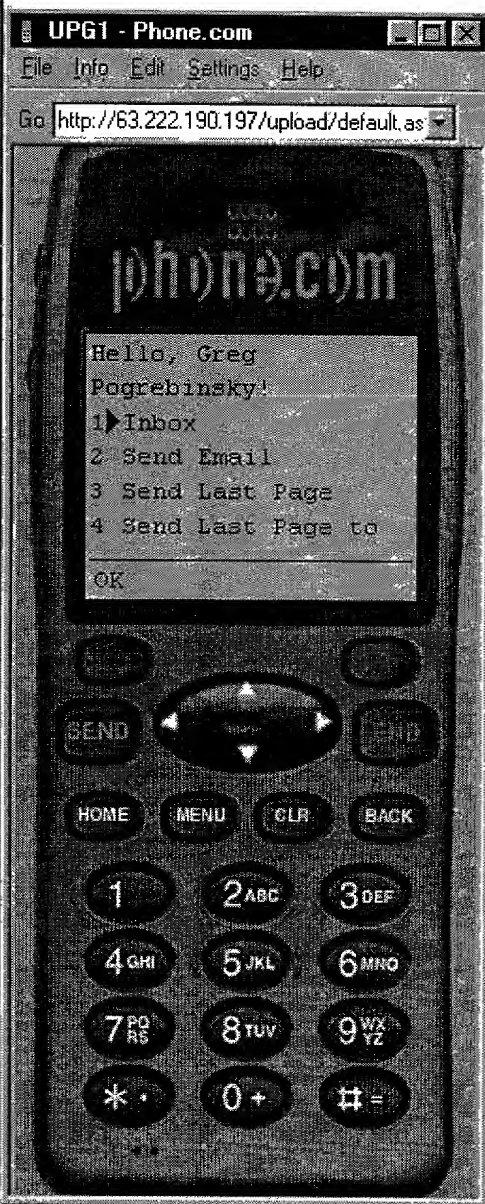 UPG1 - Phone.com
File Info Edit Settings Help
Go http://63.222.190.197/upload/default.as
phone.com
Hello, Greg
Pogrebinsky!
1 Inbox
2 Send Email
3 Send Last Page
4 Send Last Page to
OK
SEND END
HOME MENU CLR BACK
1 2ABC 3DEF
4GHI 5JKL 6MNO
7PQRS 8TUV 9WXYZ
* · 0 + # =